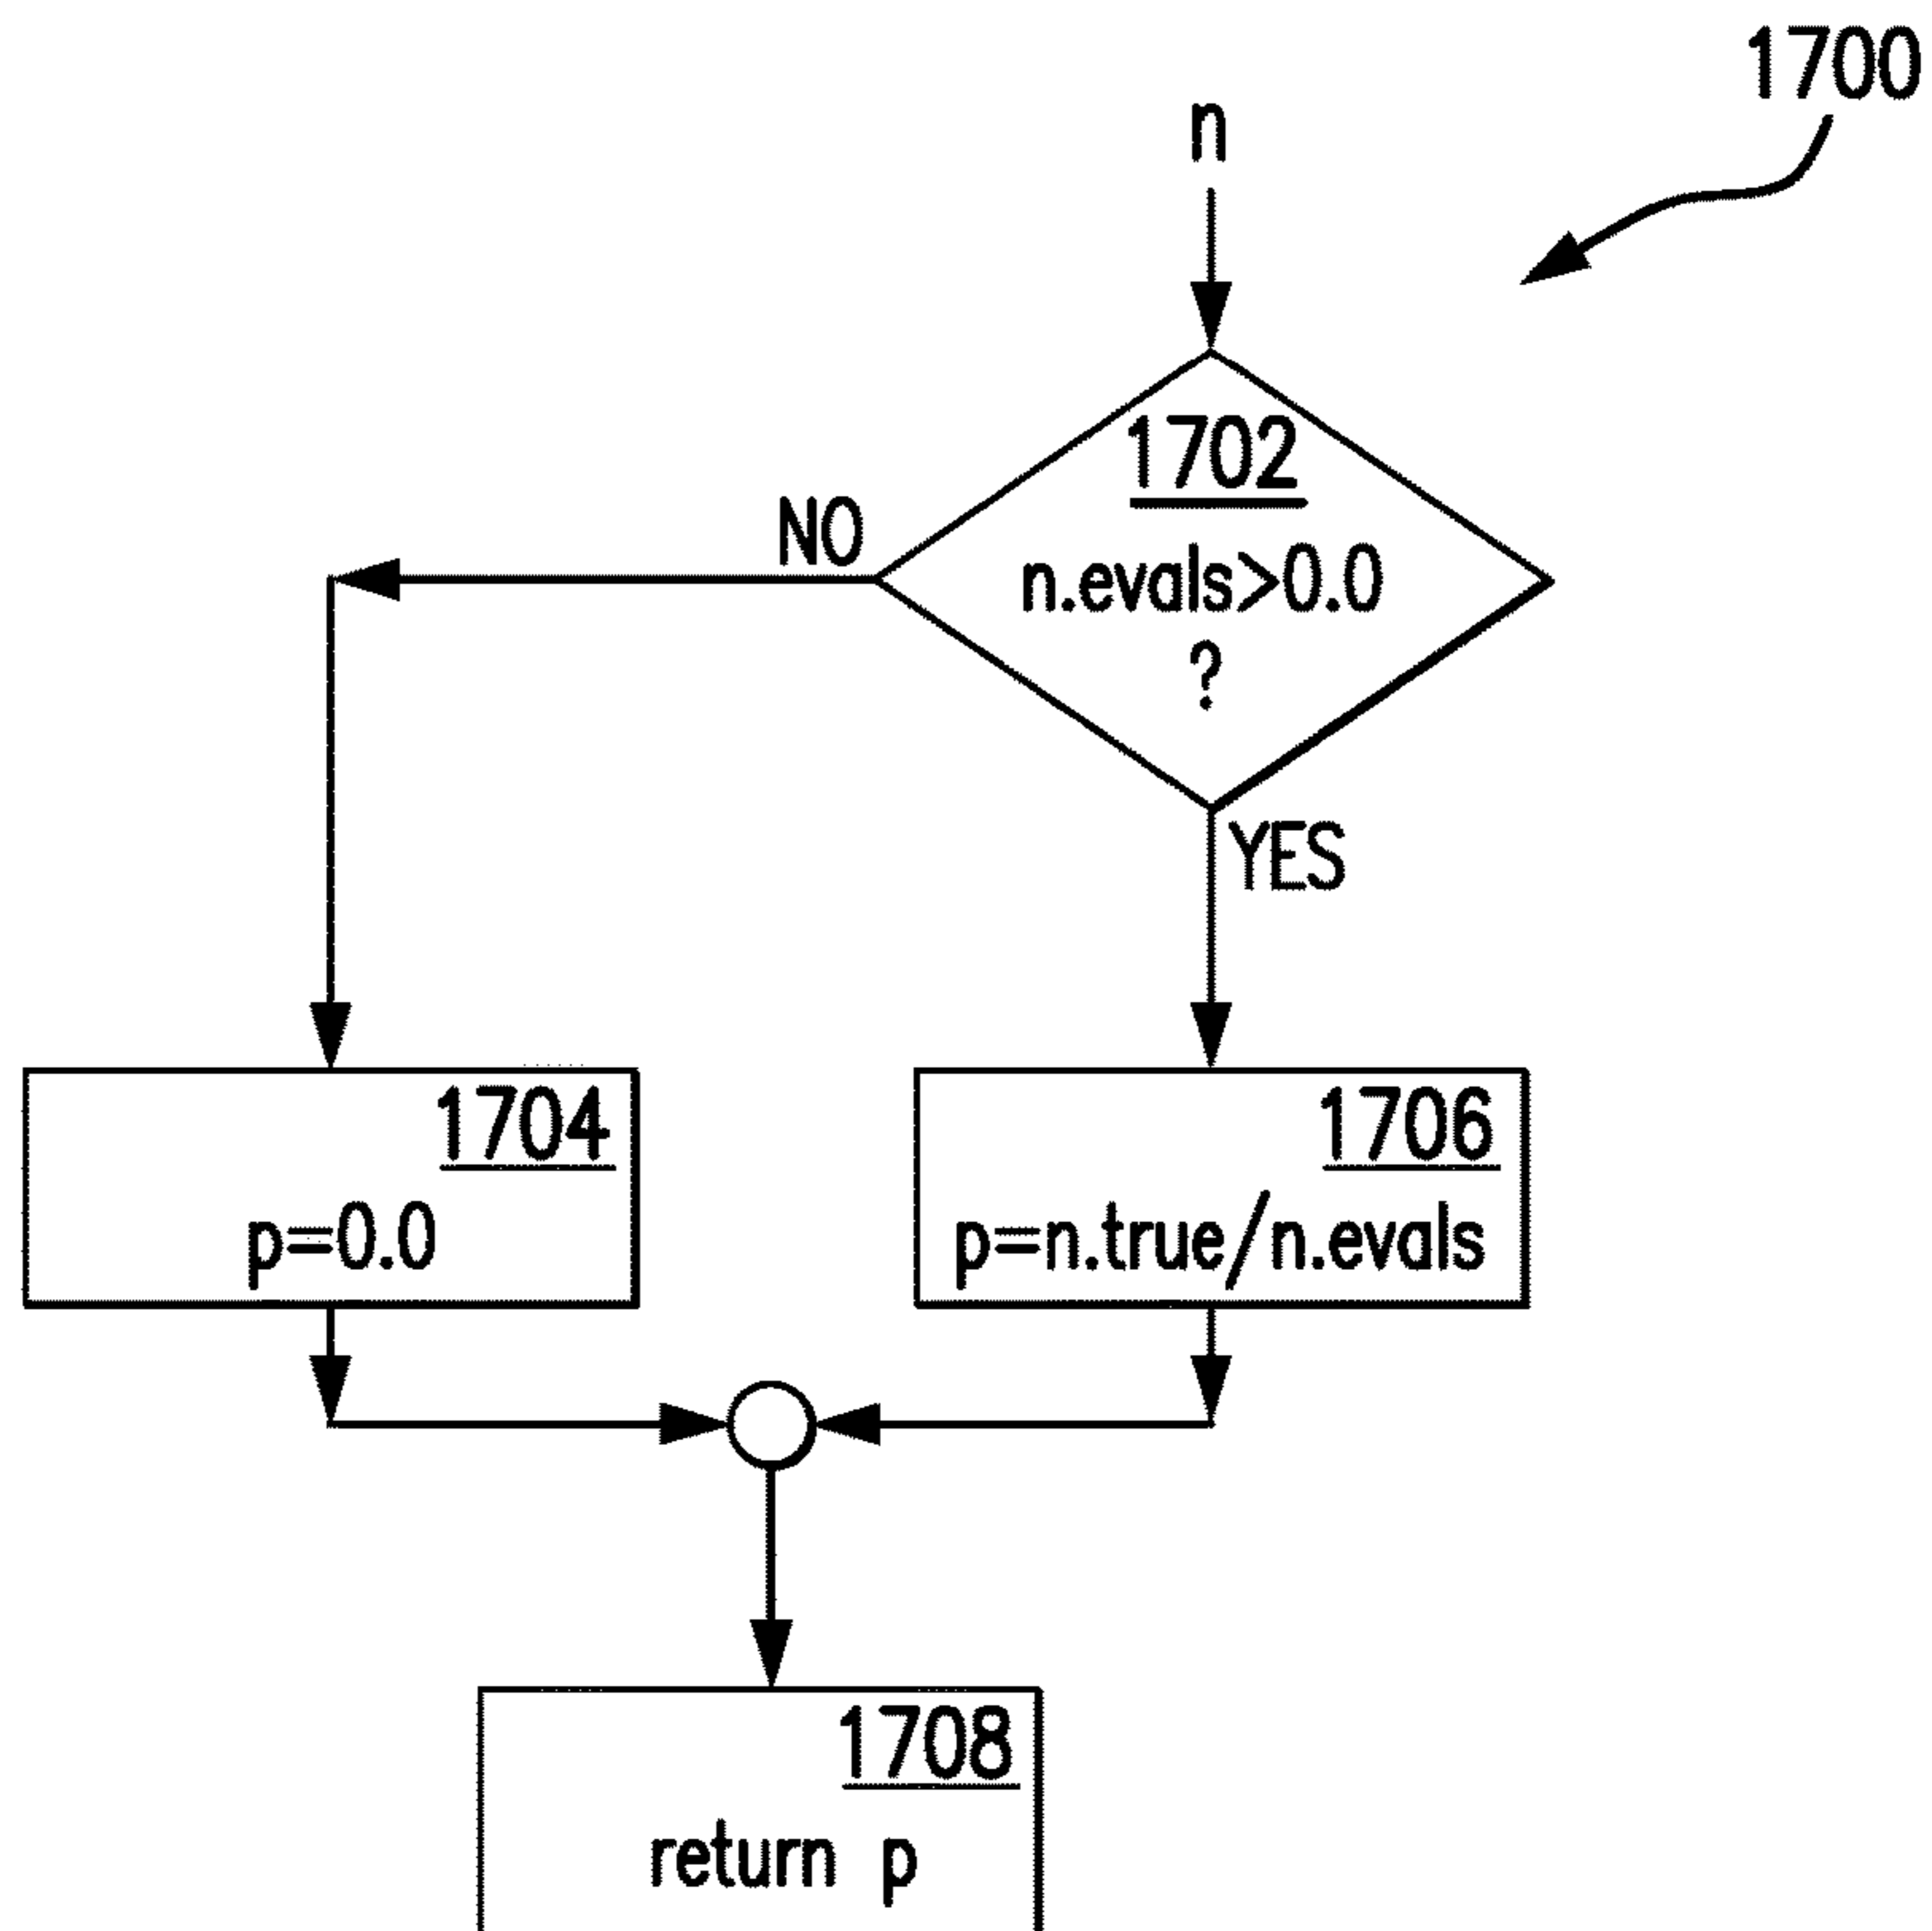 1700
n
1702
NO
n.evals>0.0
?
YES
1704
p=0.0
1706
p=n.true/n.evals
1708
return p